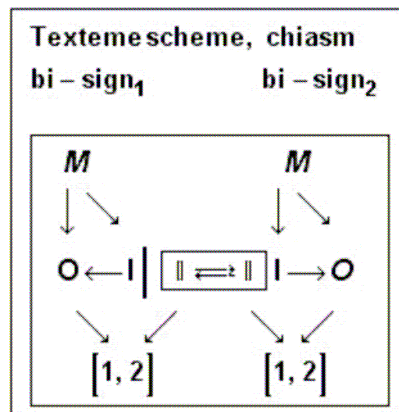 Texteme scheme, chiasm
bi – sign₁ bi – sign₂
M M
↓ ↘ ↓ ↘
O ← I | ‖ ⇌ ‖ I → O
↘ ↙ ↘ ↙
[1, 2] [1, 2]